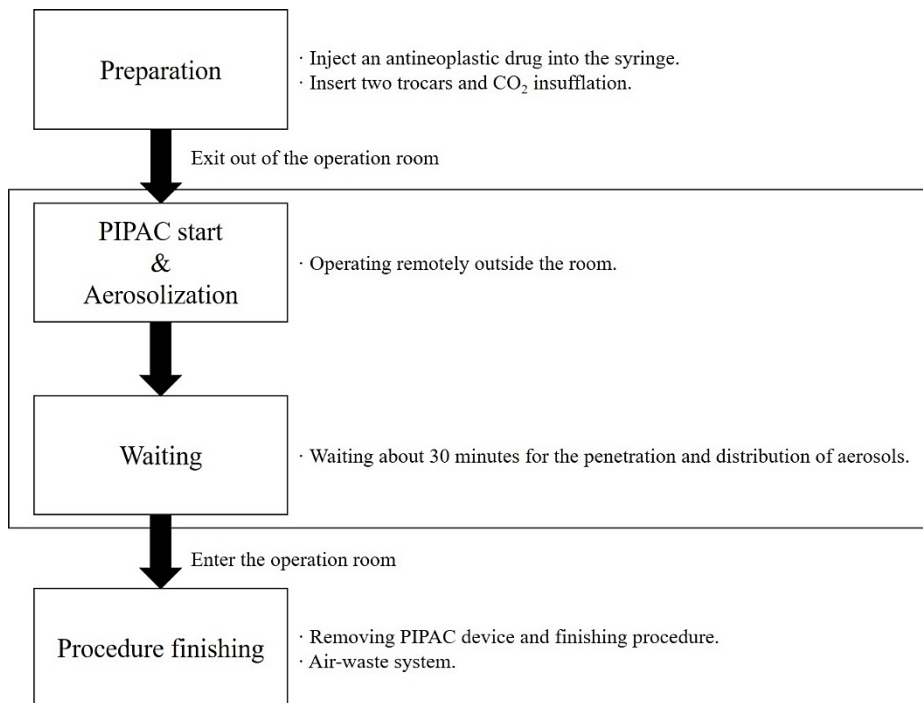 Preparation
· Inject an antineoplastic drug into the syringe.
· Insert two trocars and CO₂ insufflation.
Exit out of the operation room
PIPAC start
&
Aerosolization
· Operating remotely outside the room.
Waiting
· Waiting about 30 minutes for the penetration and distribution of aerosols.
Enter the operation room
Procedure finishing
· Removing PIPAC device and finishing procedure.
· Air-waste system.